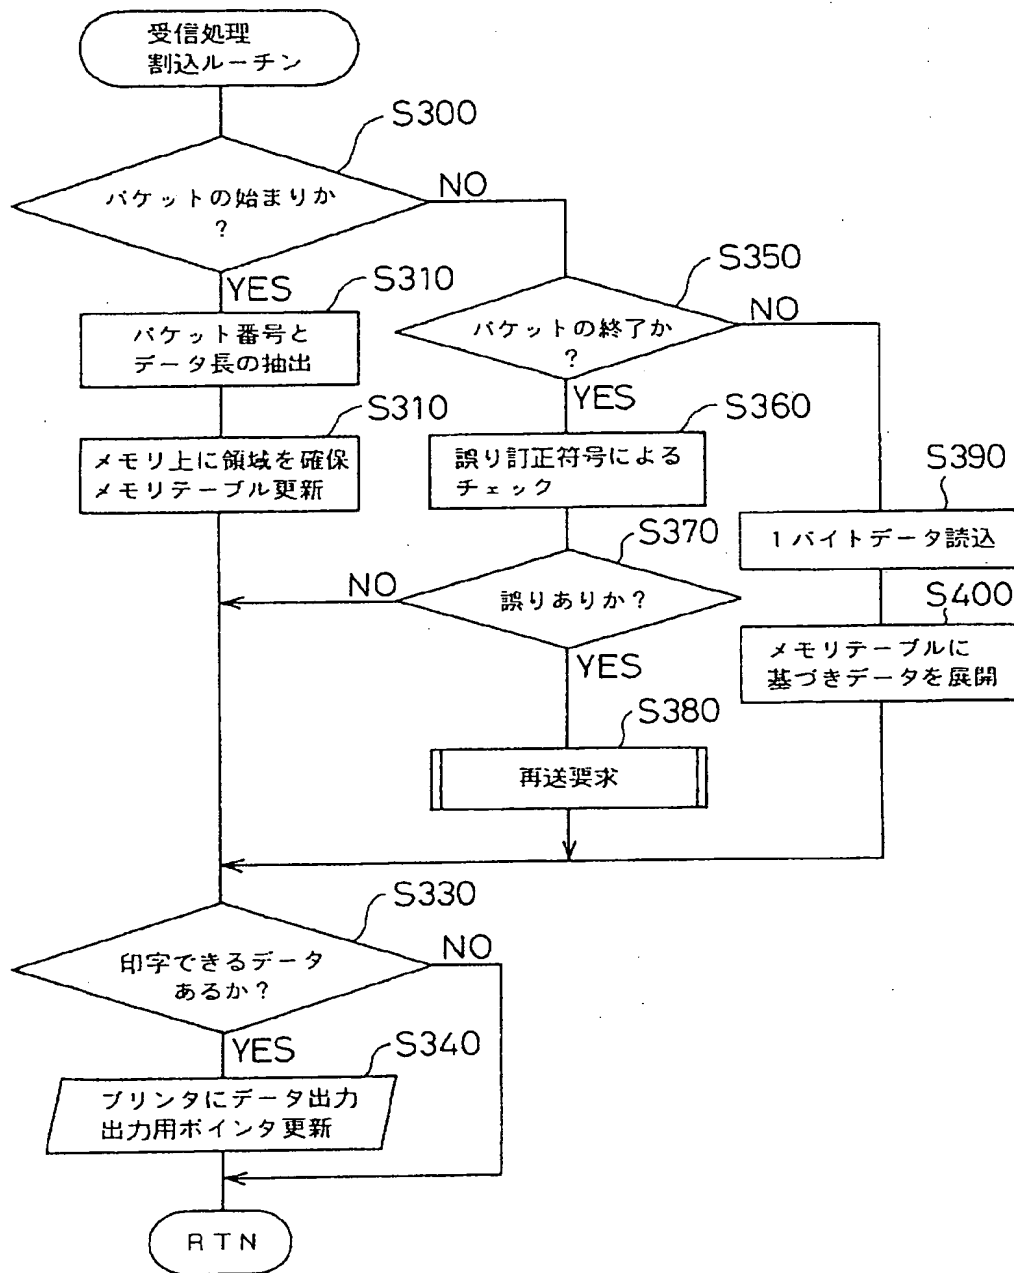 受信処理
割込ルーチン
S300
パケットの始まりか
?
NO
YES
S310
パケット番号と
データ長の抽出
S310
メモリ上に領域を確保
メモリテーブル更新
S350
パケットの終了か
?
NO
YES
S360
誤り訂正符号による
チェック
S370
誤りありか?
NO
YES
S380
再送要求
S390
1バイトデータ読込
S400
メモリテーブルに
基づきデータを展開
S330
印字できるデータ
あるか?
NO
YES
S340
プリンタにデータ出力
出力用ポインタ更新
RTN